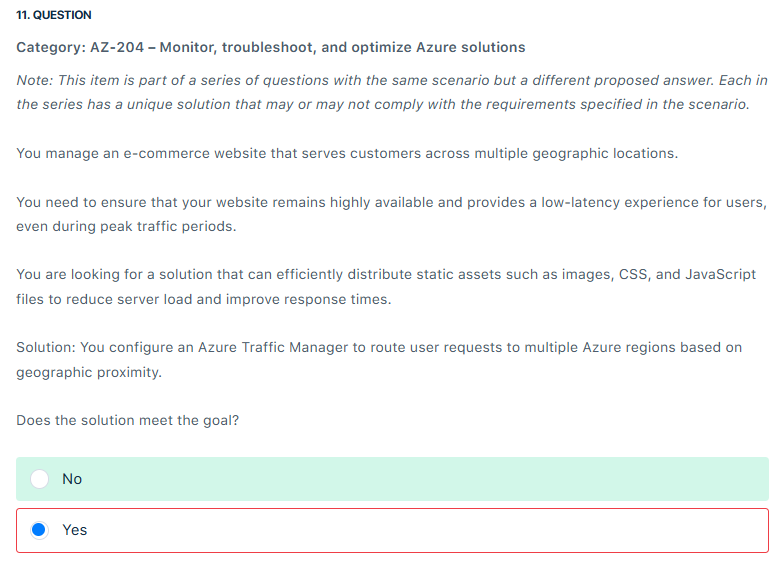 11. QUESTION
Category: AZ-204 – Monitor, troubleshoot, and optimize Azure solutions
Note: This item is part of a series of questions with the same scenario but a different proposed answer. Each in
the series has a unique solution that may or may not comply with the requirements specified in the scenario.
You manage an e-commerce website that serves customers across multiple geographic locations.
You need to ensure that your website remains highly available and provides a low-latency experience for users,
even during peak traffic periods.
You are looking for a solution that can efficiently distribute static assets such as images, CSS, and JavaScript
files to reduce server load and improve response times.
Solution: You configure an Azure Traffic Manager to route user requests to multiple Azure regions based on
geographic proximity.
Does the solution meet the goal?
No
Yes